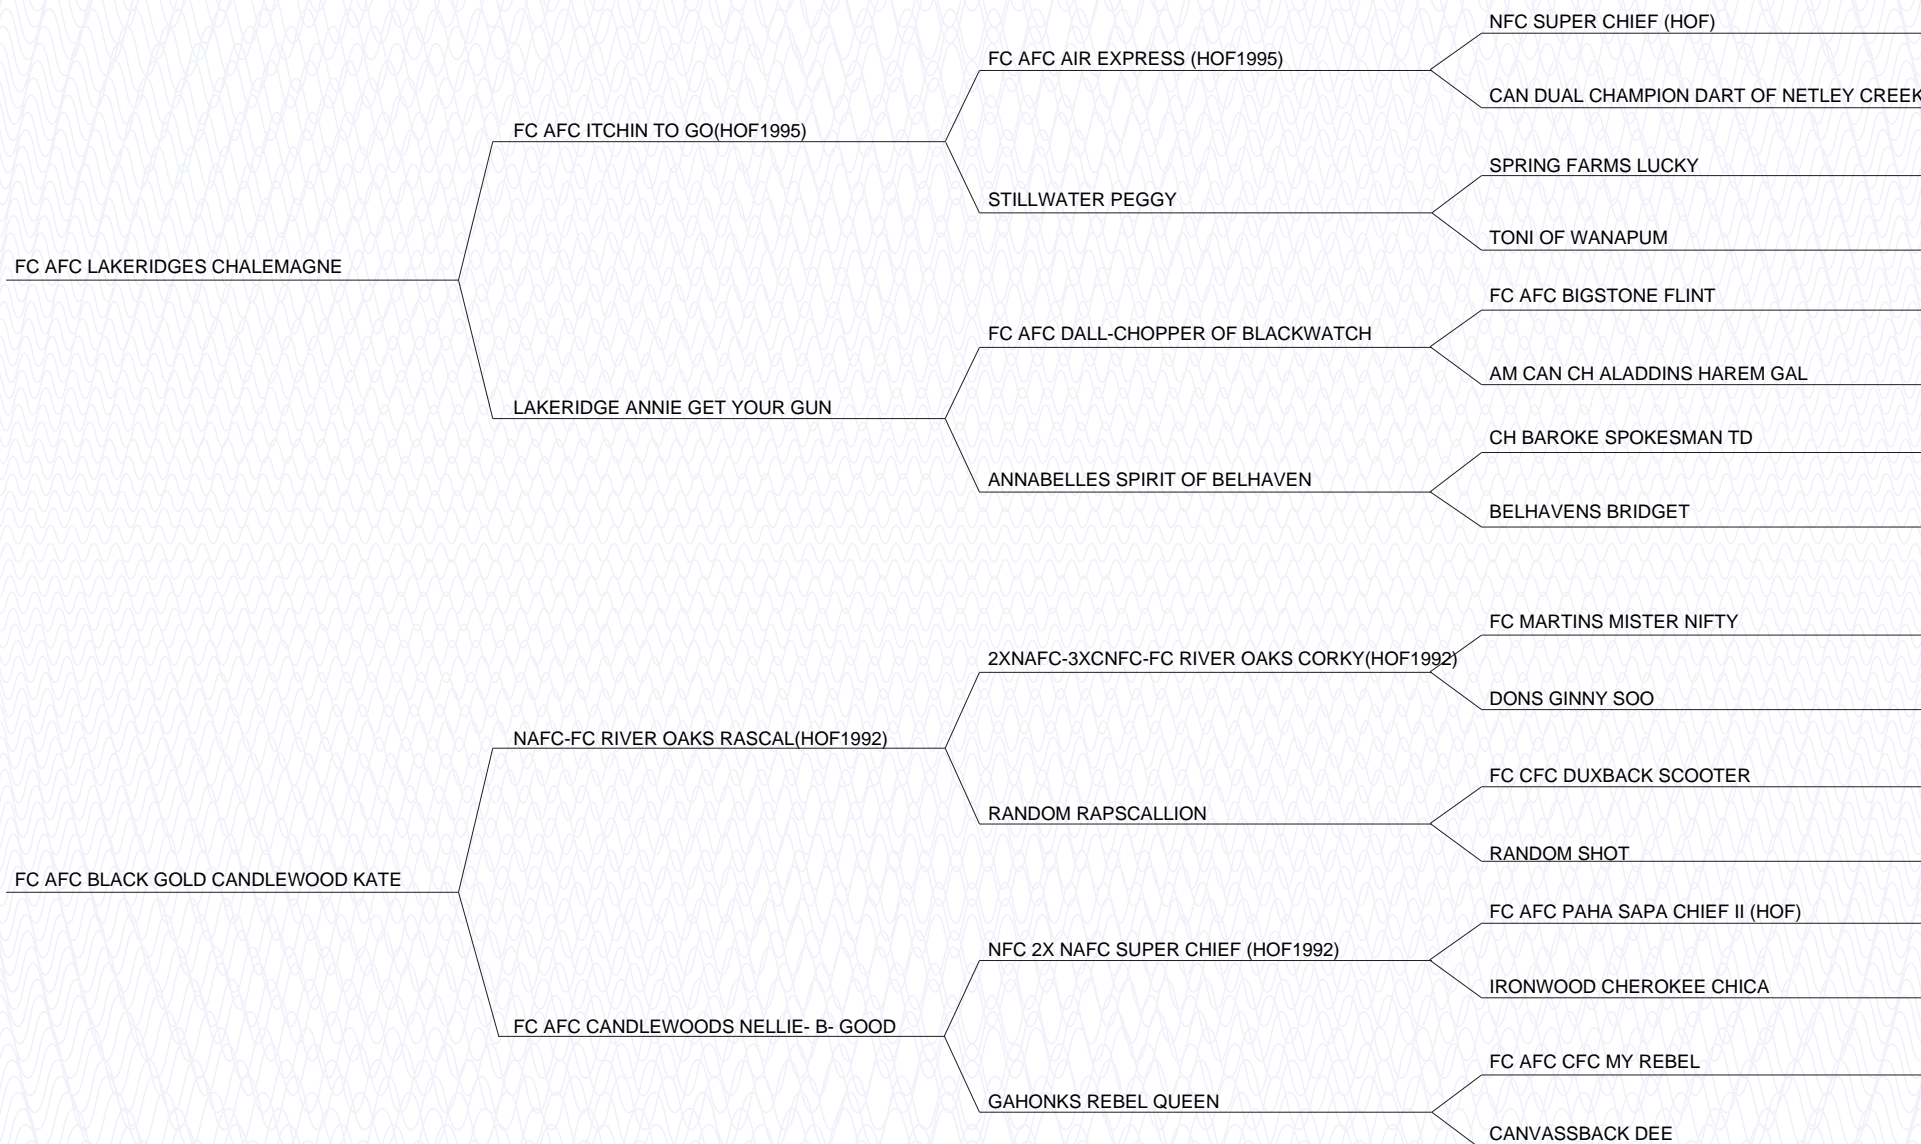 NFC SUPER CHIEF (HOF)
FC AFC AIR EXPRESS (HOF1995)
CAN DUAL CHAMPION DART OF NETLEY CREEK
FC AFC ITCHIN TO GO(HOF1995)
SPRING FARMS LUCKY
STILLWATER PEGGY
TONI OF WANAPUM
FC AFC LAKERIDGES CHALEMAGNE
FC AFC BIGSTONE FLINT
FC AFC DALL-CHOPPER OF BLACKWATCH
AM CAN CH ALADDINS HAREM GAL
LAKERIDGE ANNIE GET YOUR GUN
CH BAROKE SPOKESMAN TD
ANNABELLES SPIRIT OF BELHAVEN
BELHAVENS BRIDGET
FC MARTINS MISTER NIFTY
2XNAFC-3XCNFC-FC RIVER OAKS CORKY(HOF1992)
DONS GINNY SOO
NAFC-FC RIVER OAKS RASCAL(HOF1992)
FC CFC DUXBACK SCOOTER
RANDOM RAPSCALLION
RANDOM SHOT
FC AFC BLACK GOLD CANDLEWOOD KATE
FC AFC PAHA SAPA CHIEF II (HOF)
NFC 2X NAFC SUPER CHIEF (HOF1992)
IRONWOOD CHEROKEE CHICA
FC AFC CANDLEWOODS NELLIE- B- GOOD
FC AFC CFC MY REBEL
GAHONKS REBEL QUEEN
CANVASSBACK DEE